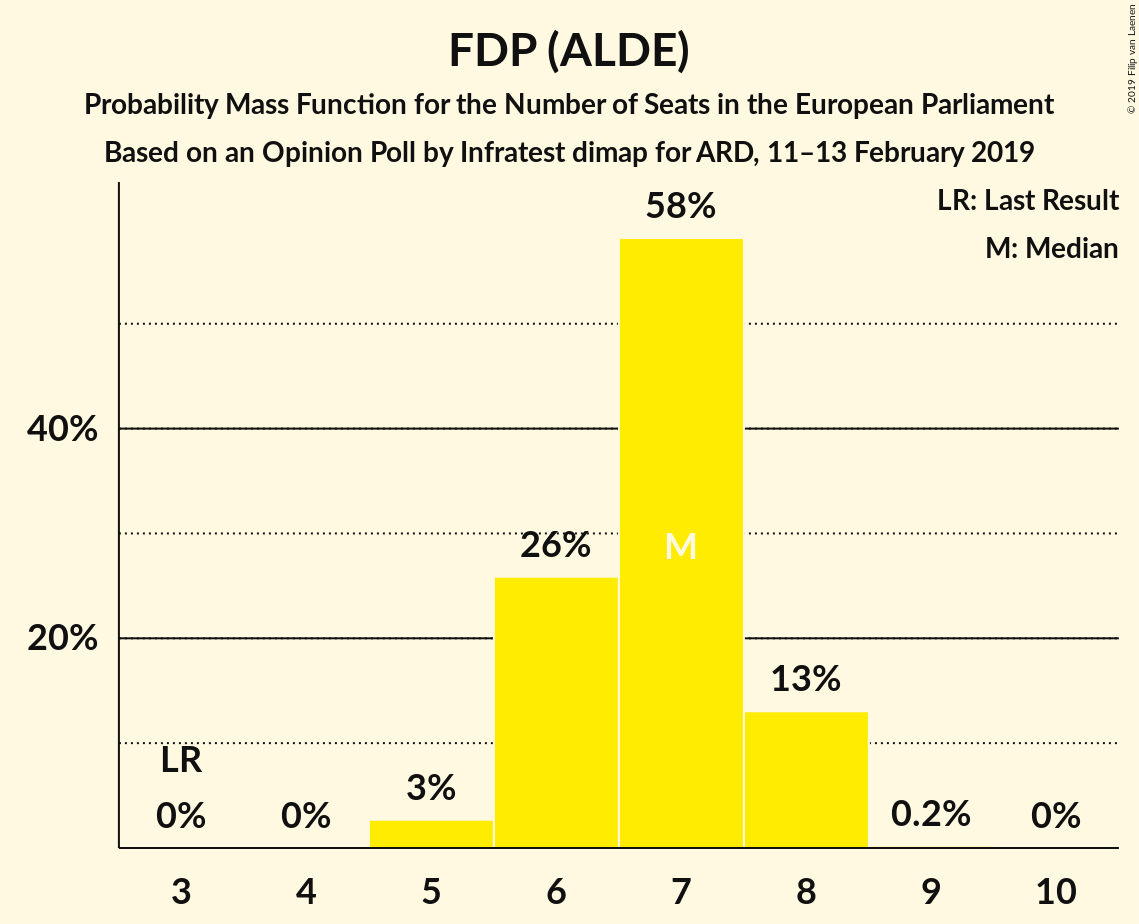 FDP (ALDE)
Probability Mass Function for the Number of Seats in the European Parliament
Based on an Opinion Poll by Infratest dimap for ARD, 11–13 February 2019
© 2019 Filip van Laenen
LR: Last Result
M: Median
58%
40%
26%
M
20%
13%
LR
3%
0%
0%
0.2%
0%
3 4 5 6 7 8 9 10